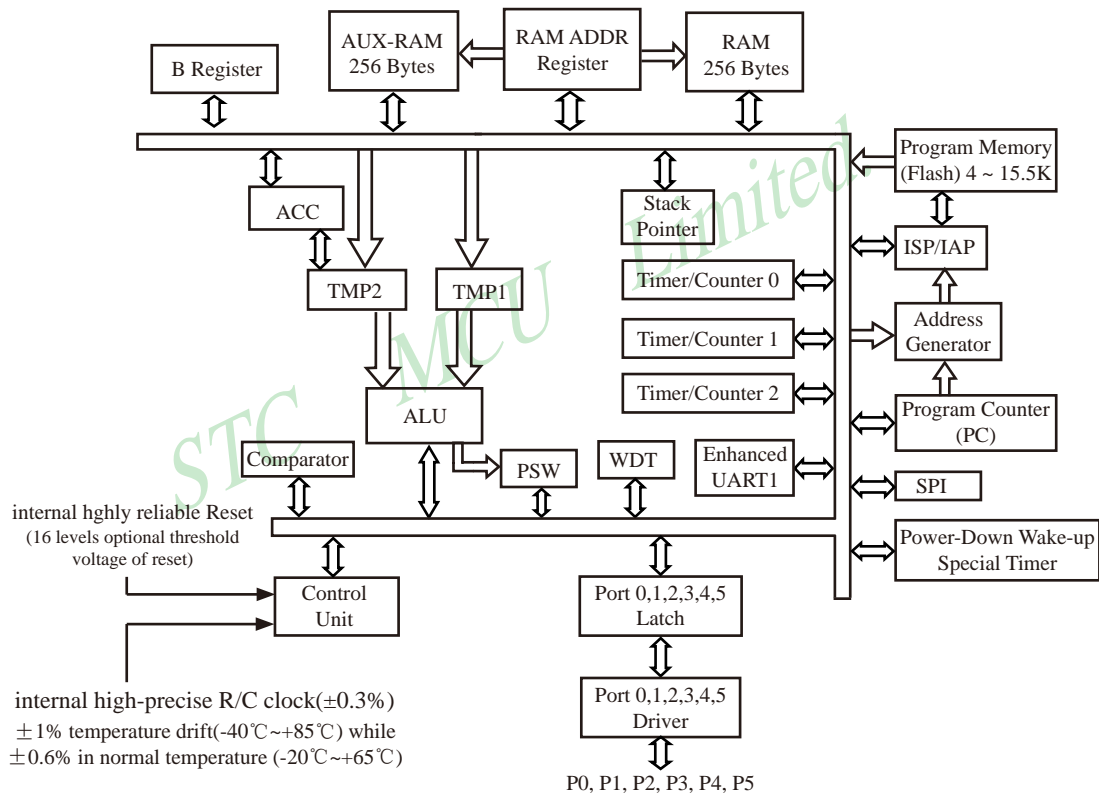 B Register
AUX-RAM
256 Bytes
RAM ADDR
Register
RAM
256 Bytes
Program Memory
(Flash) 4 ~ 15.5K
ACC
Stack
Pointer
ISP/IAP
TMP2
TMP1
Timer/Counter 0
Address
Generator
Timer/Counter 1
Timer/Counter 2
ALU
Program Counter
(PC)
Comparator
PSW
WDT
Enhanced
UART1
SPI
internal hghly reliable Reset
(16 levels optional threshold
voltage of reset)
Power-Down Wake-up
Special Timer
Control
Unit
Port 0,1,2,3,4,5
Latch
internal high-precise R/C clock(±0.3%)
±1% temperature drift(-40℃~+85℃) while
±0.6% in normal temperature (-20℃~+65℃)
Port 0,1,2,3,4,5
Driver
P0, P1, P2, P3, P4, P5
STC MCU Limited.